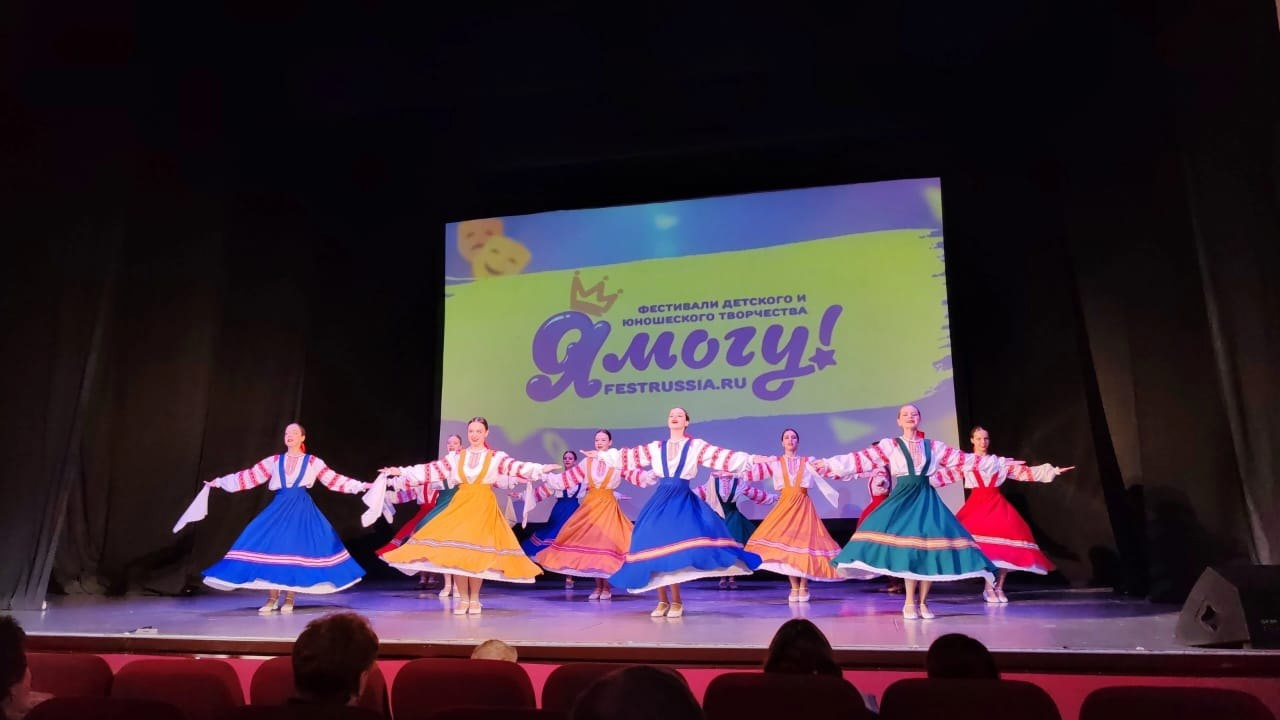 ФЕСТИВАЛИ ДЕТСКОГО И
ЮНОШЕСКОГО ТВОРЧЕСТВА
Я могу!
FESTRUSSIA.RU